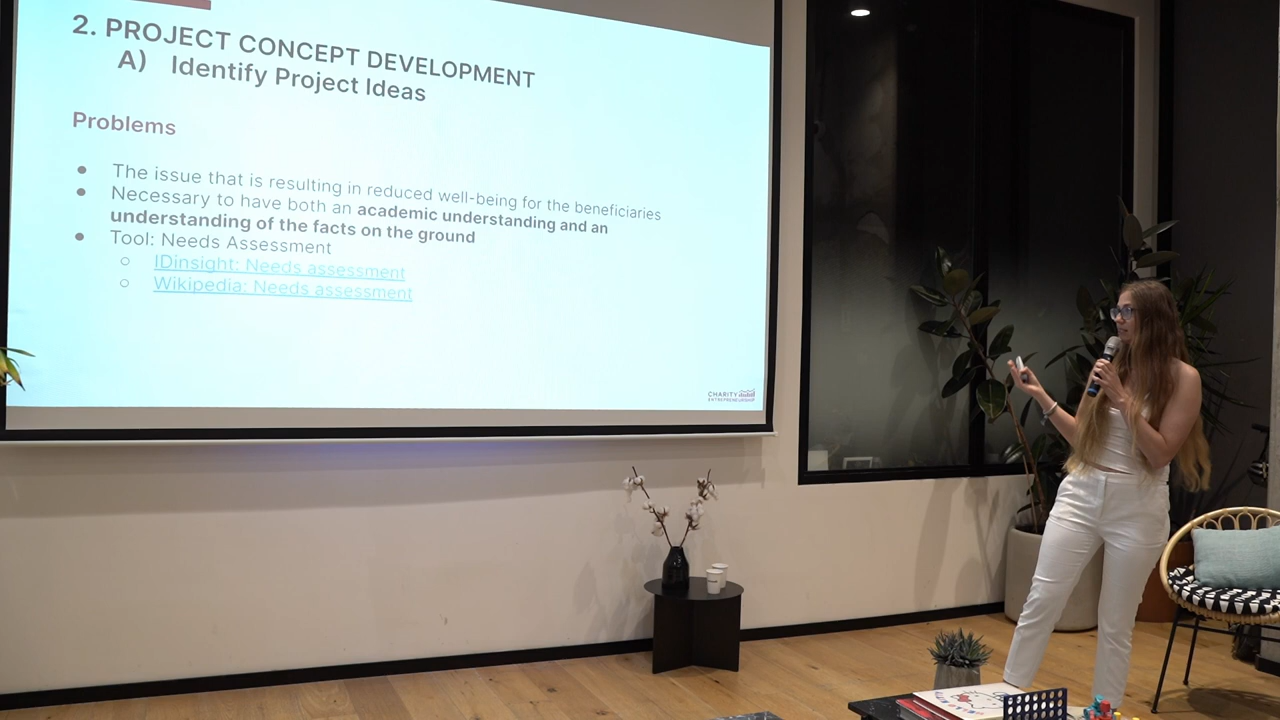 2. PROJECT CONCEPT DEVELOPMENT
A) Identify Project Ideas
Problems
● The issue that is resulting in reduced well-being for the beneficiaries
● Necessary to have both an academic understanding and an
understanding of the facts on the ground
● Tool: Needs Assessment
○ IDinsight: Needs assessment
○ Wikipedia: Needs assessment
CHARITY
ENTREPRENEURSHIP